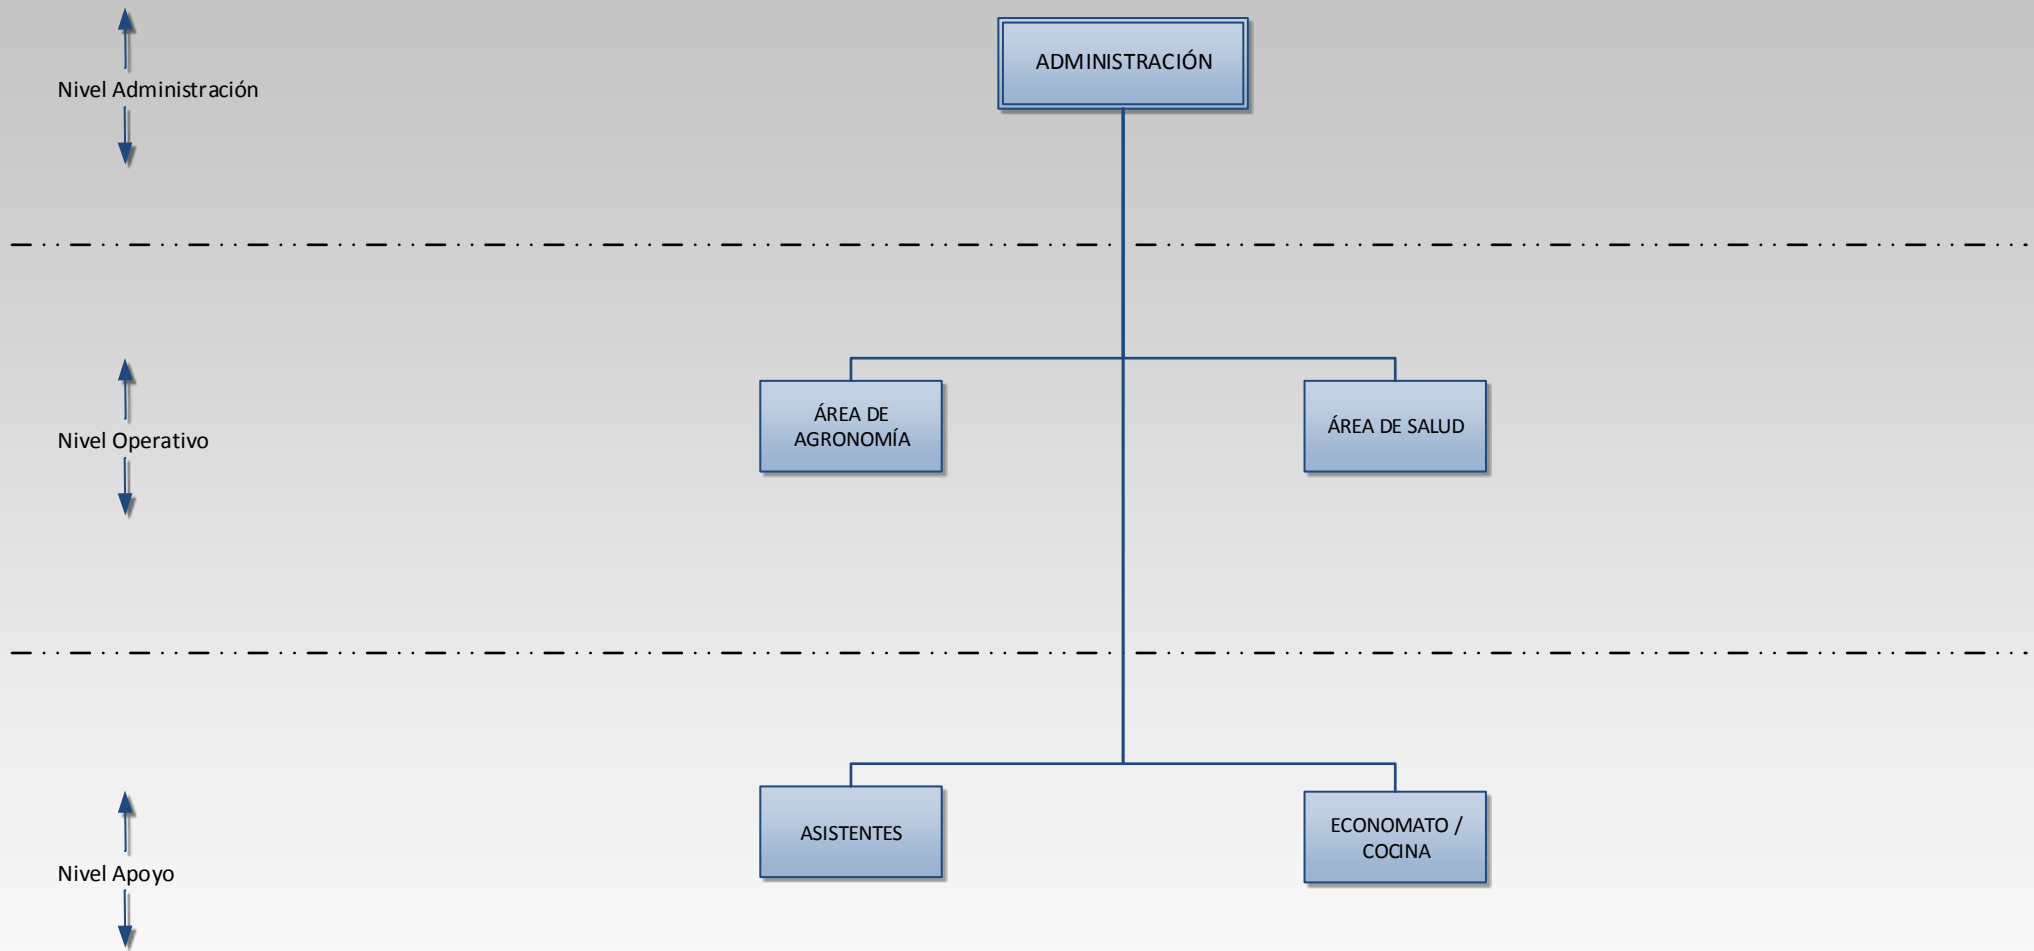 ADMINISTRACIÓN
Nivel Administración
ÁREA DE
AGRONOMÍA
ÁREA DE SALUD
Nivel Operativo
ASISTENTES
ECONOMATO /
COCINA
Nivel Apoyo